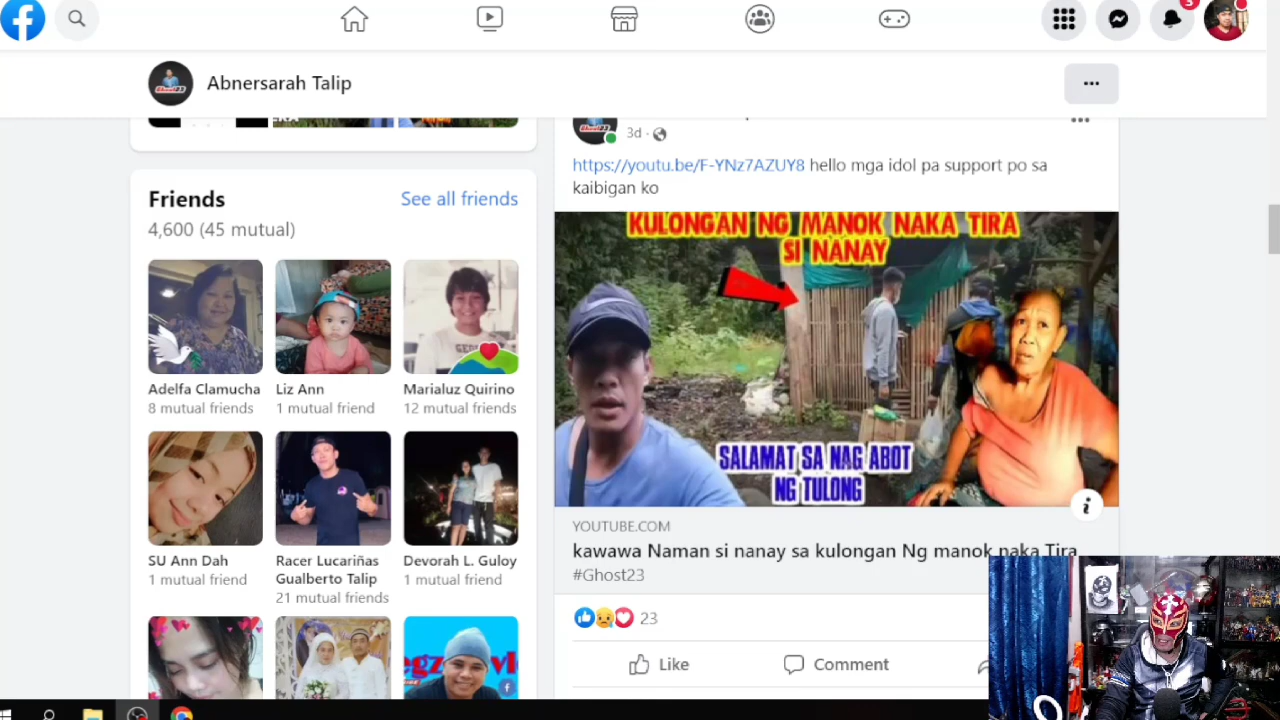 3
Abnersarah Talip
Friends
See all friends
4,600 (45 mutual)
Adelfa Clamucha
8 mutual friends
Liz Ann
1 mutual friend
Marialuz Quirino
12 mutual friends
SU Ann Dah
1 mutual friend
Racer Lucariñas
Gualberto Talip
21 mutual friends
Devorah L. Guloy
1 mutual friend
3d
https://youtu.be/F-YNz7AZUY8 hello mga idol pa support po sa
kaibigan ko
KULONGAN NG MANOK NAKA TIRA
SI NANAY
SALAMAT SA NAG ABOT
NG TULONG
YOUTUBE.COM
kawawa Naman si nanay sa kulongan Ng manok naka Tira
#Ghost23
23
Like
Comment